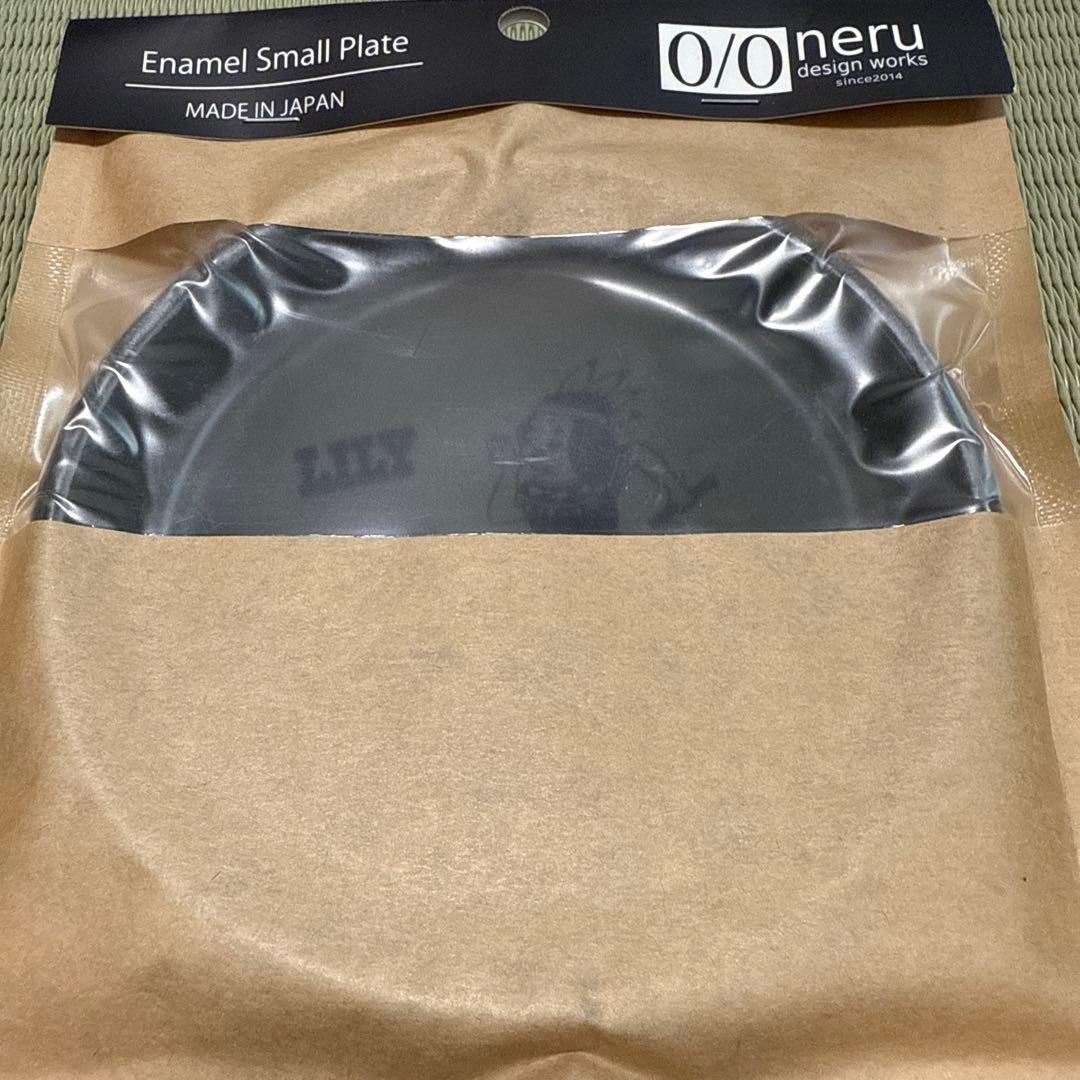 Enamel Small Plate
MADE IN JAPAN
0/0 neru
design works
since2014
LILY